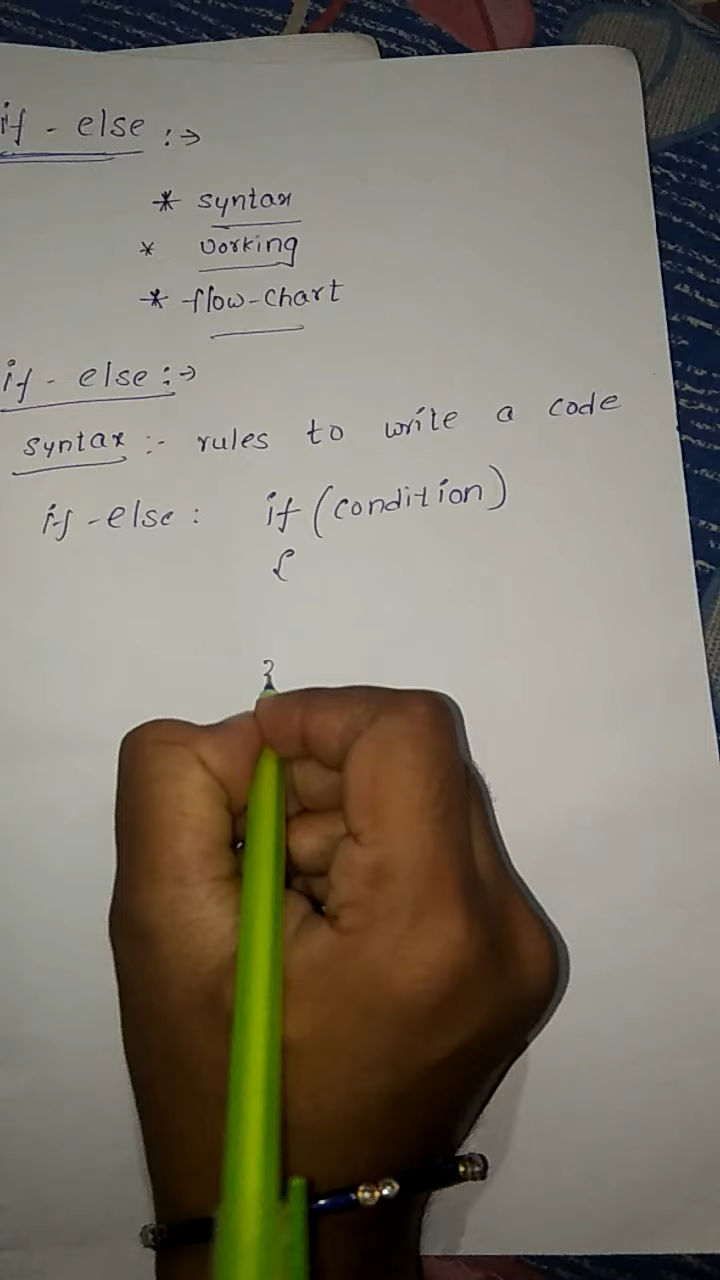 if - else :→
* syntax
* working
* flow-chart
if - else :→
syntax :- rules to write a code
if -else : if (condition)
{
}